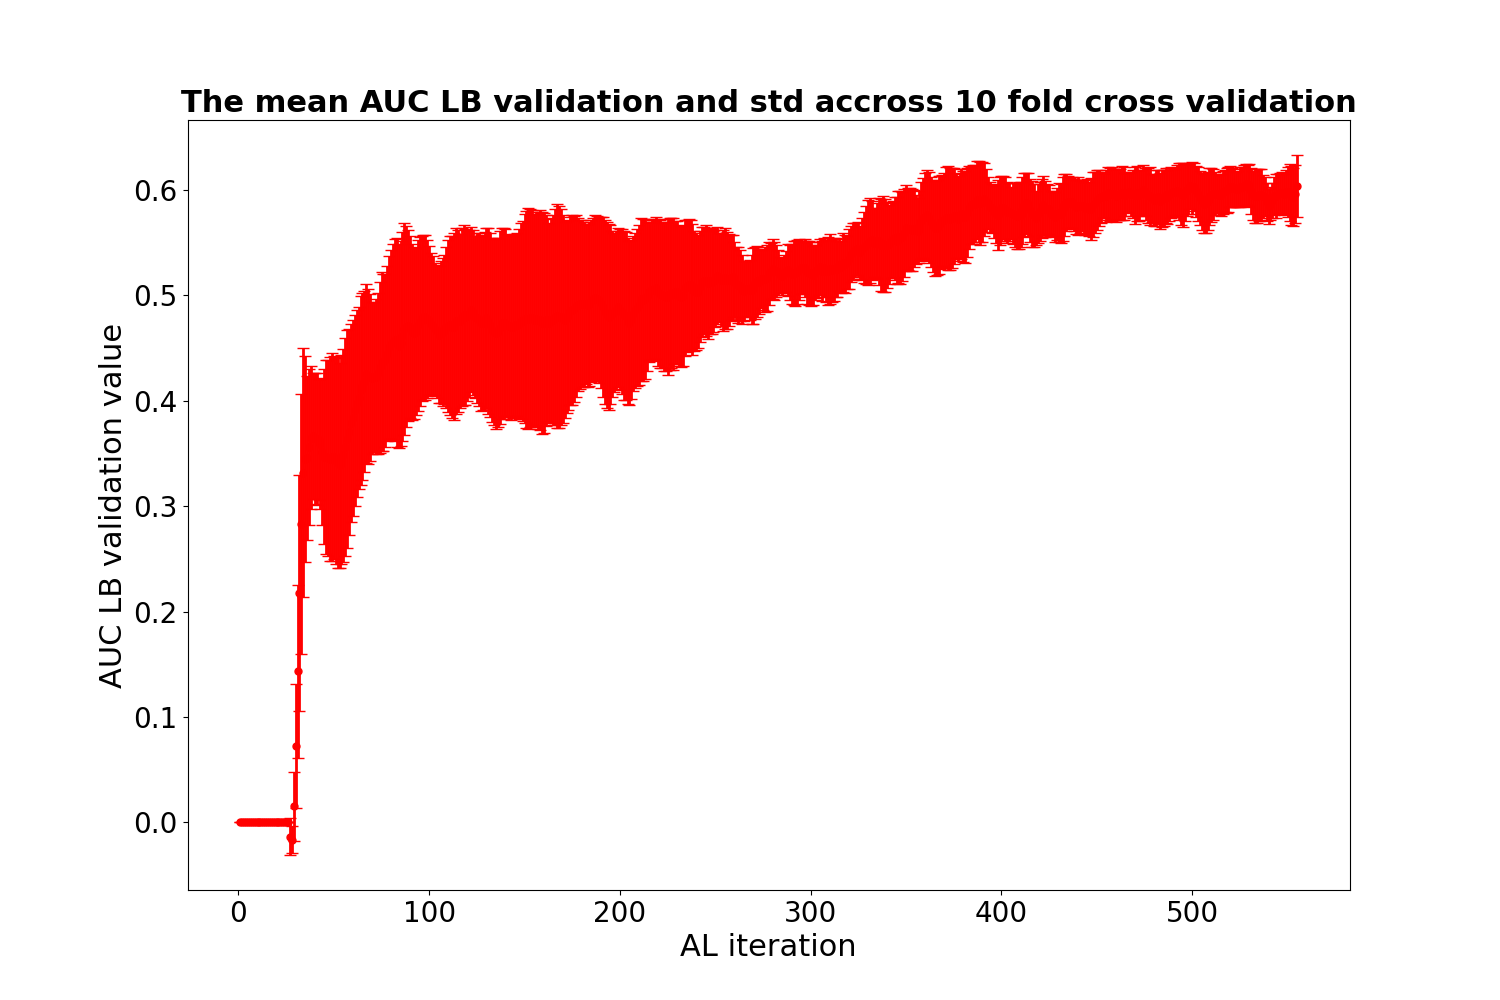 The mean AUC LB validation and std accross 10 fold cross validation
0.6
0.5
0.4
0.3
0.2
0.1
0.0
AUC LB validation value
0 100 200 300 400 500
AL iteration